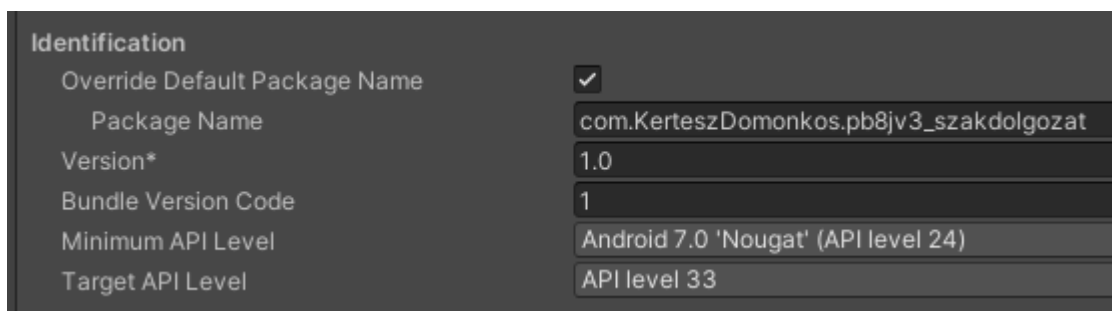 Identification
Override Default Package Name
Package Name com.KerteszDomonkos.pb8jv3_szakdolgozat
Version* 1.0
Bundle Version Code 1
Minimum API Level Android 7.0 'Nougat' (API level 24)
Target API Level API level 33